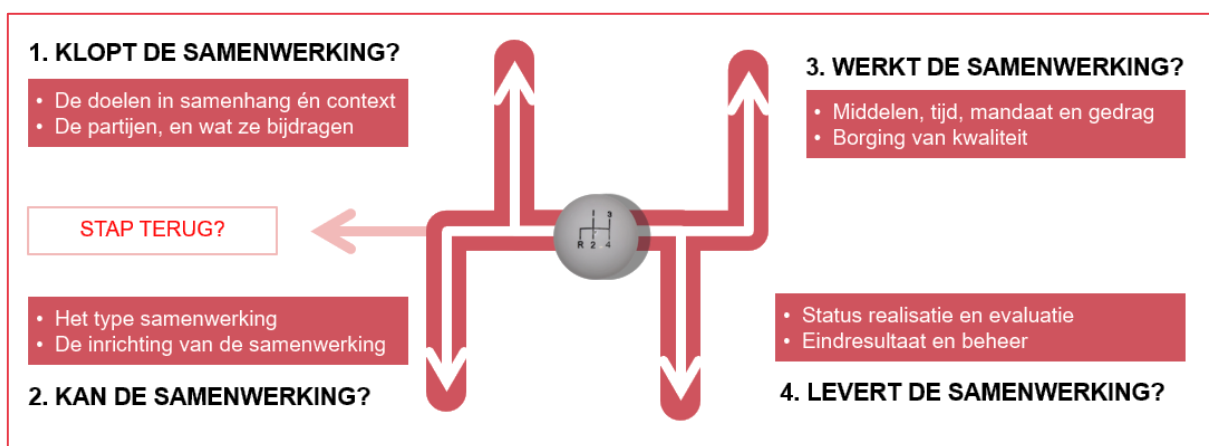 1. KLOPT DE SAMENWERKING?
• De doelen in samenhang én context
• De partijen, en wat ze bijdragen
3. WERKT DE SAMENWERKING?
• Middelen, tijd, mandaat en gedrag
• Borging van kwaliteit
STAP TERUG?
I 3
R 2 4
• Het type samenwerking
• De inrichting van de samenwerking
2. KAN DE SAMENWERKING?
• Status realisatie en evaluatie
• Eindresultaat en beheer
4. LEVERT DE SAMENWERKING?